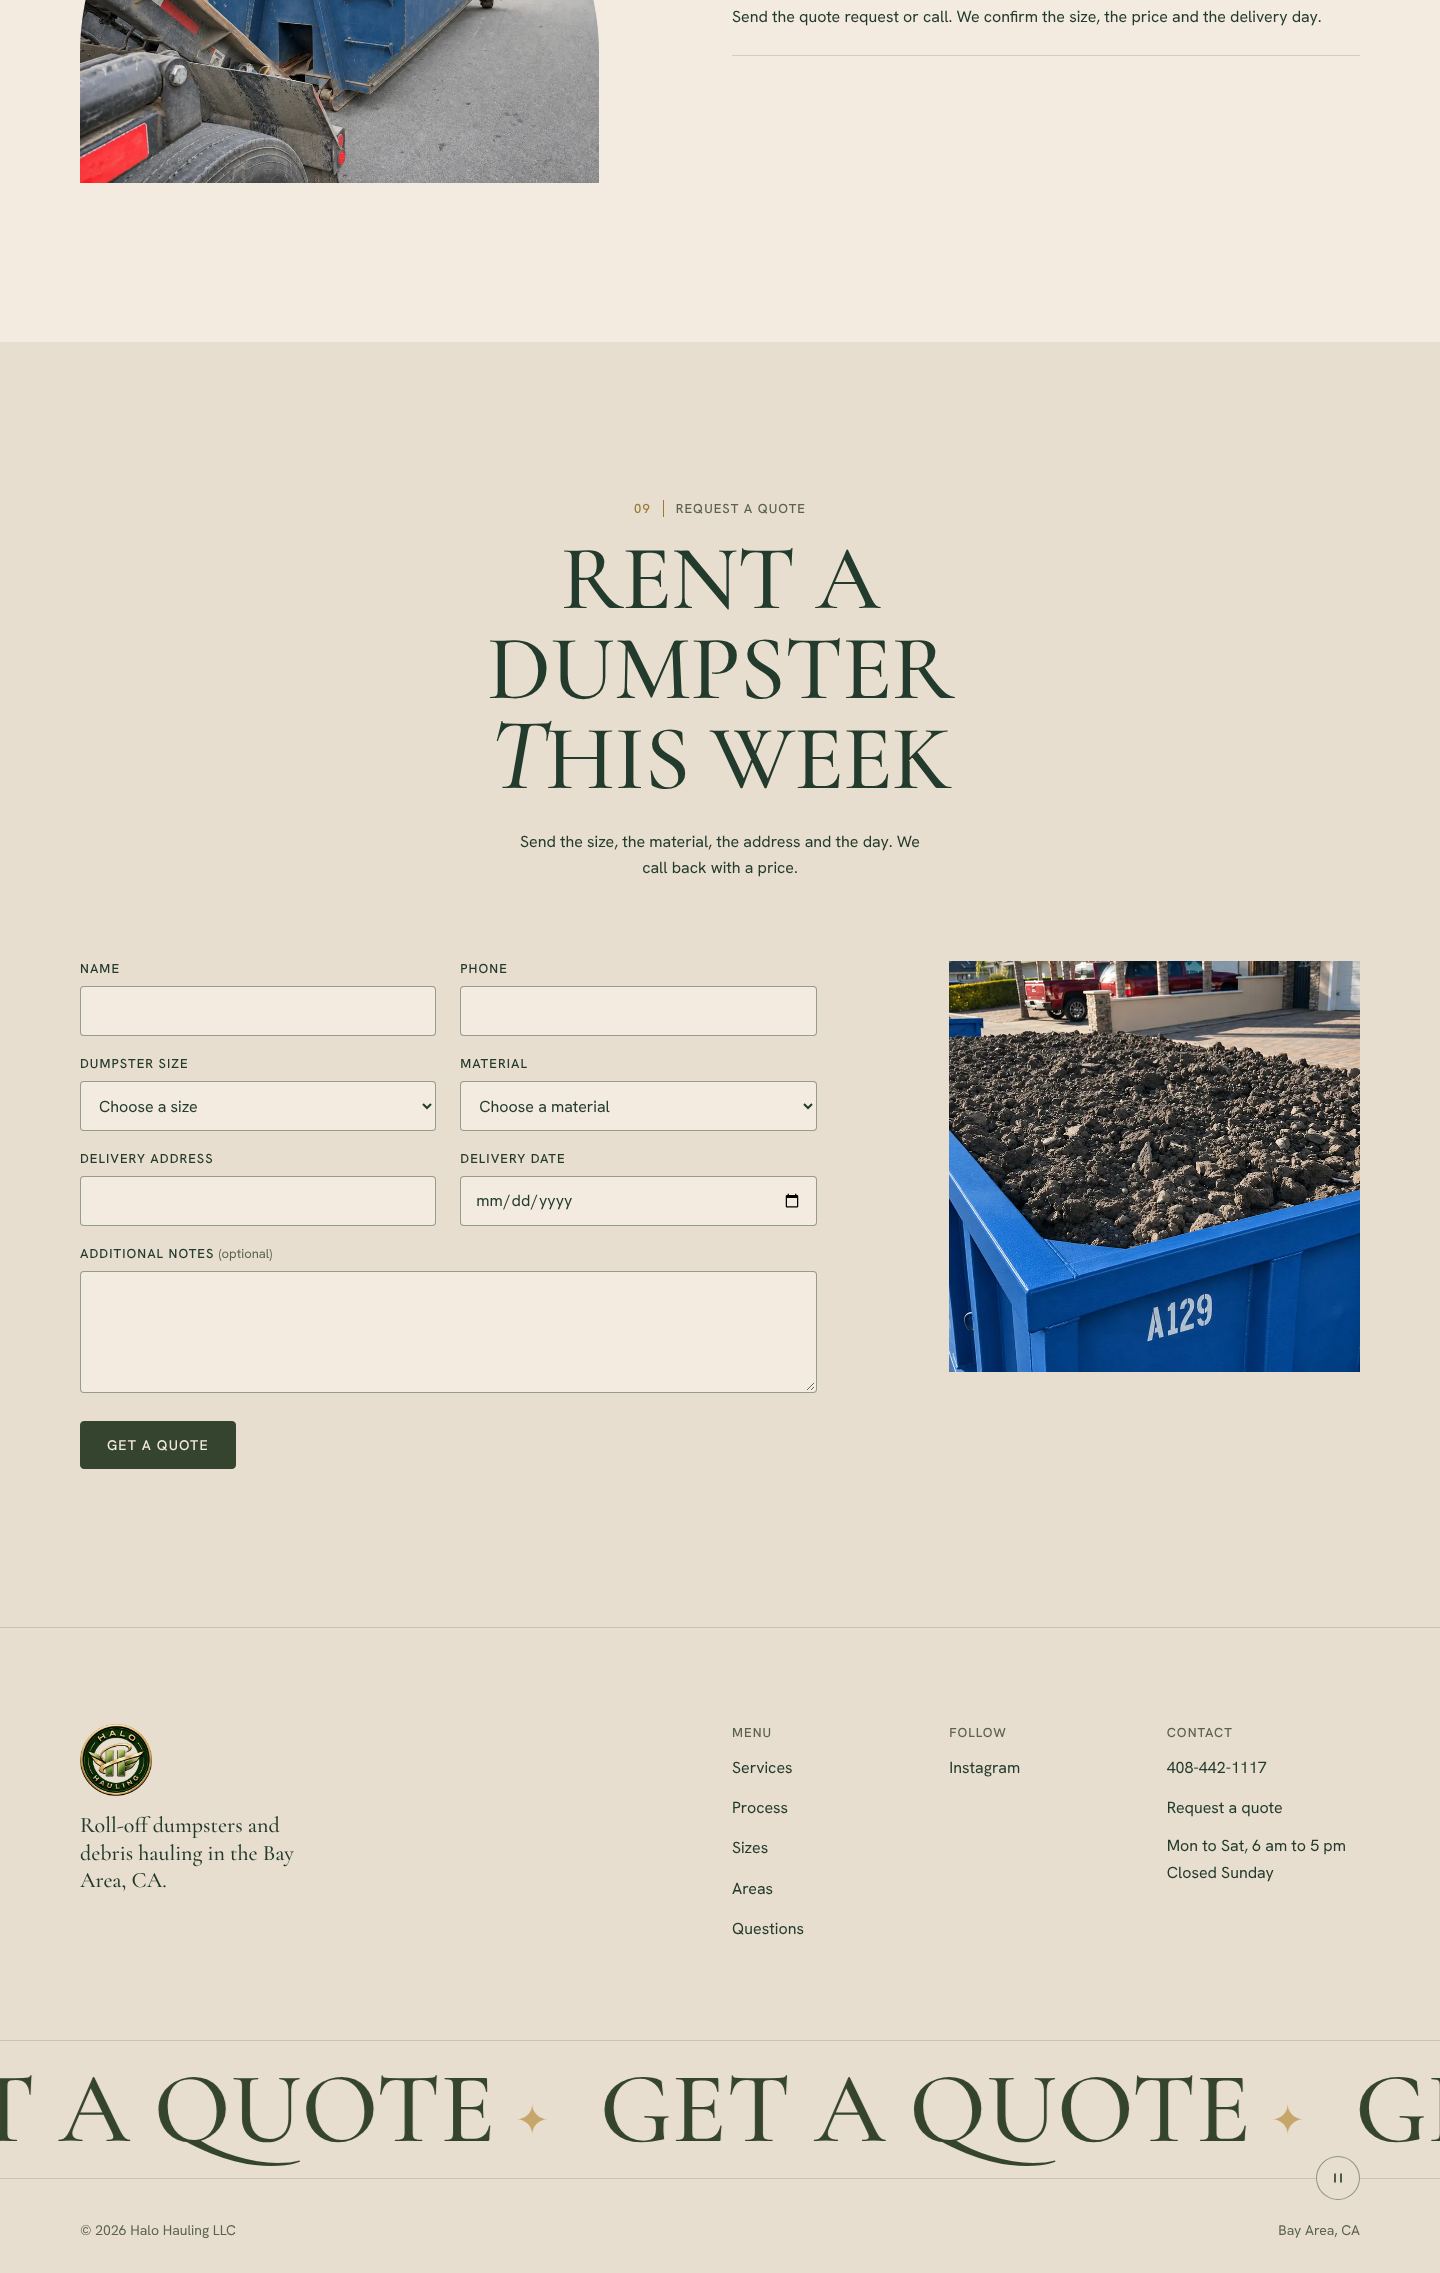 Send the quote request or call. We confirm the size, the price and the delivery day.
09 | REQUEST A QUOTE
RENT A
DUMPSTER
THIS WEEK
Send the size, the material, the address and the day. We
call back with a price.
NAME
PHONE
DUMPSTER SIZE
MATERIAL
Choose a size
Choose a material
DELIVERY ADDRESS
DELIVERY DATE
mm/dd/yyyy
ADDITIONAL NOTES (optional)
A129
GET A QUOTE
HALO
HAULING
Roll-off dumpsters and
debris hauling in the Bay
Area, CA.
MENU
Services
Process
Sizes
Areas
Questions
FOLLOW
Instagram
CONTACT
408-442-1117
Request a quote
Mon to Sat, 6 am to 5 pm
Closed Sunday
T A QUOTE ✦ GET A QUOTE ✦ GE
© 2026 Halo Hauling LLC
Bay Area, CA